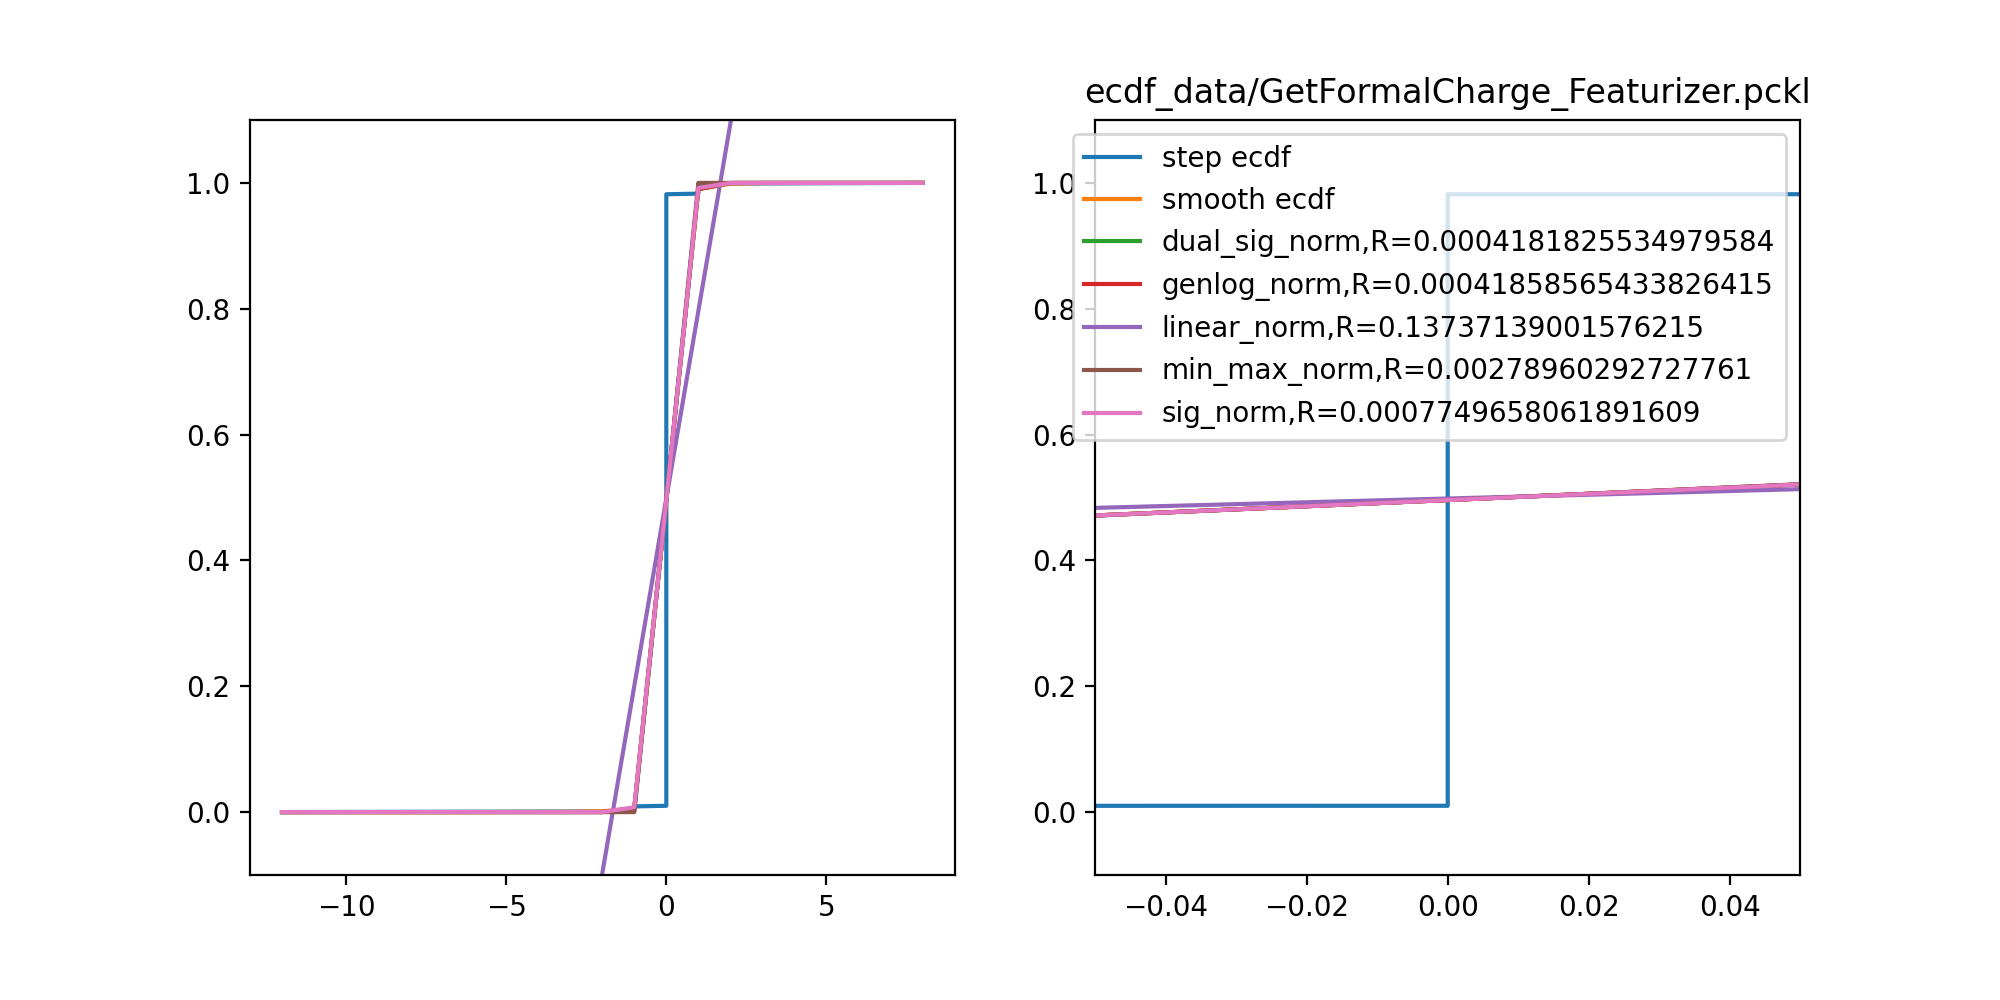 ecdf_data/GetFormalCharge_Featurizer.pckl
1.0
0.8
0.6
0.4
0.2
0.0
−10 −5 0 5
1.0
0.8
0.6
0.4
0.2
0.0
−0.04 −0.02 0.00 0.02 0.04
step ecdf
smooth ecdf
dual_sig_norm,R=0.0004181825534979584
genlog_norm,R=0.00041858565433826415
linear_norm,R=0.13737139001576215
min_max_norm,R=0.00278960292727761
sig_norm,R=0.0007749658061891609